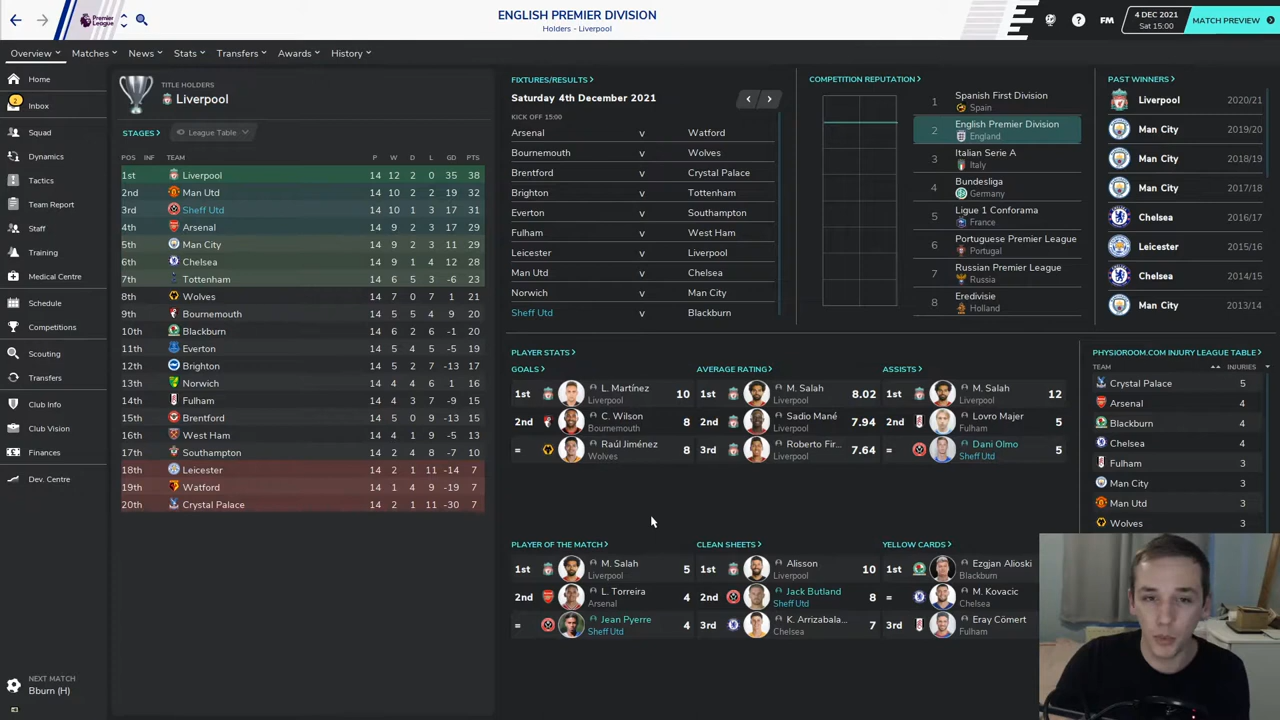 Premier League
ENGLISH PREMIER DIVISION
Holders - Liverpool
FM
4 DEC 2021
Sat 15:00
MATCH PREVIEW
Overview
Matches
News
Stats
Transfers
Awards
History
Home
2
Inbox
Squad
Dynamics
Tactics
Team Report
Staff
Training
Medical Centre
Schedule
Competitions
Scouting
Transfers
Club Info
Club Vision
Finances
Dev. Centre
NEXT MATCH
Bburn (H)
TITLE HOLDERS
Liverpool
STAGES > League Table
POS INF TEAM P W D L GD PTS
1st Liverpool 14 12 2 0 35 38
2nd Man Utd 14 10 2 2 19 32
3rd Sheff Utd 14 10 1 3 17 31
4th Arsenal 14 9 2 3 17 29
5th Man City 14 9 2 3 11 29
6th Chelsea 14 9 1 4 12 28
7th Tottenham 14 6 5 3 -6 23
8th Wolves 14 7 0 7 1 21
9th Bournemouth 14 5 5 4 9 20
10th Blackburn 14 6 2 6 -1 20
11th Everton 14 5 4 5 -5 19
12th Brighton 14 5 2 7 -13 17
13th Norwich 14 4 4 6 1 16
14th Fulham 14 4 3 7 -9 15
15th Brentford 14 5 0 9 -13 15
16th West Ham 14 4 1 9 -5 13
17th Southampton 14 2 4 8 -7 10
18th Leicester 14 2 1 11 -14 7
19th Watford 14 1 4 9 -19 7
20th Crystal Palace 14 2 1 11 -30 7
FIXTURES/RESULTS >
Saturday 4th December 2021
KICK OFF 15:00
Arsenal v Watford
Bournemouth v Wolves
Brentford v Crystal Palace
Brighton v Tottenham
Everton v Southampton
Fulham v West Ham
Leicester v Liverpool
Man Utd v Chelsea
Norwich v Man City
Sheff Utd v Blackburn
COMPETITION REPUTATION >
1 Spanish First Division
Spain
2 English Premier Division
England
3 Italian Serie A
Italy
4 Bundesliga
Germany
5 Ligue 1 Conforama
France
6 Portuguese Premier League
Portugal
7 Russian Premier League
Russia
8 Eredivisie
Holland
PAST WINNERS >
Liverpool 2020/21
Man City 2019/20
Man City 2018/19
Man City 2017/18
Chelsea 2016/17
Leicester 2015/16
Chelsea 2014/15
Man City 2013/14
PLAYER STATS >
GOALS >
1st L. Martínez 10
Liverpool
2nd C. Wilson 8
Bournemouth
= Raúl Jiménez 8
Wolves
AVERAGE RATING >
1st M. Salah 8.02
Liverpool
2nd Sadio Mané 7.94
Liverpool
3rd Roberto Fir... 7.64
Liverpool
ASSISTS >
1st M. Salah 12
Liverpool
2nd Lovro Majer 5
Fulham
= Dani Olmo 5
Sheff Utd
PHYSIOROOM.COM INJURY LEAGUE TABLE >
TEAM INJURIES
Crystal Palace 5
Arsenal 4
Blackburn 4
Chelsea 4
Fulham 3
Man City 3
Man Utd 3
Wolves 3
PLAYER OF THE MATCH >
1st M. Salah 5
Liverpool
2nd L. Torreira 4
Arsenal
= Jean Pyerre 4
Sheff Utd
CLEAN SHEETS >
1st Alisson 10
Liverpool
2nd Jack Butland 8
Sheff Utd
3rd K. Arrizabala... 7
Chelsea
YELLOW CARDS >
1st Ezgjan Alioski
Blackburn
= M. Kovacic
Chelsea
3rd Eray Cömert
Fulham